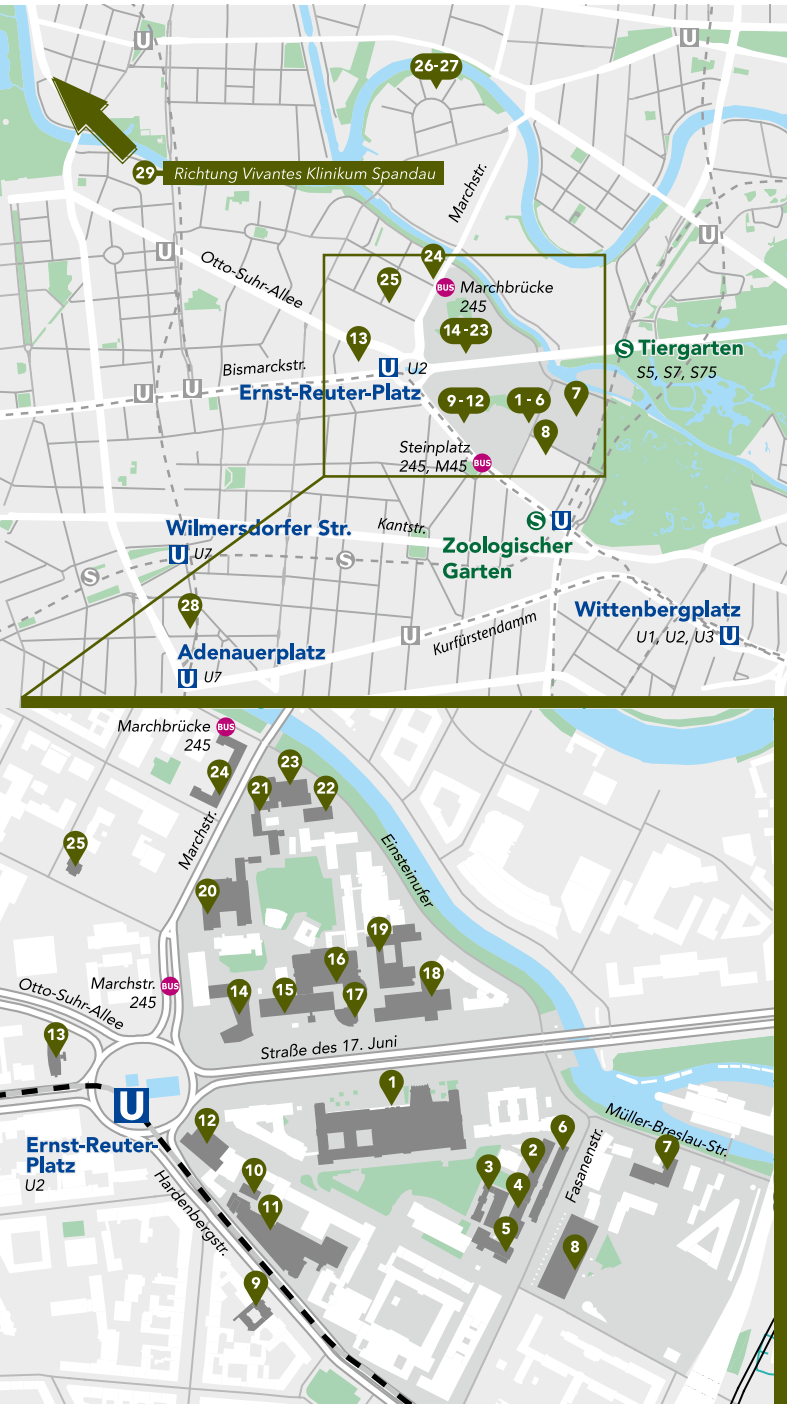 U
U
26-27
29
Richtung Vivantes Klinikum Spandau
Marchstr.
U
U
Otto-Suhr-Allee
24
25
BUS
Marchbrücke
245
14-23
13
S
Tiergarten
S5, S7, S75
Bismarckstr.
U
U2
Ernst-Reuter-Platz
U
U
9-12
1-6
7
8
Steinplatz
245, M45
BUS
Kantstr.
S
U
Zoologischer
Garten
Wilmersdorfer Str.
U
U7
S
S
28
Wittenbergplatz
U1, U2, U3
U
U
Kurfürstendamm
Adenauerplatz
U
U7
Marchbrücke
245
BUS
23
24
21
22
Marchstr.
25
Einsteinufer
20
19
16
18
Marchstr.
245
BUS
14
15
17
Otto-Suhr-Allee
13
Straße des 17. Juni
1
U
Ernst-Reuter-
Platz
U2
12
6
2
Müller-Breslau-Str.
7
3
4
Fasanenstr.
10
11
5
8
Hardenbergstr.
9